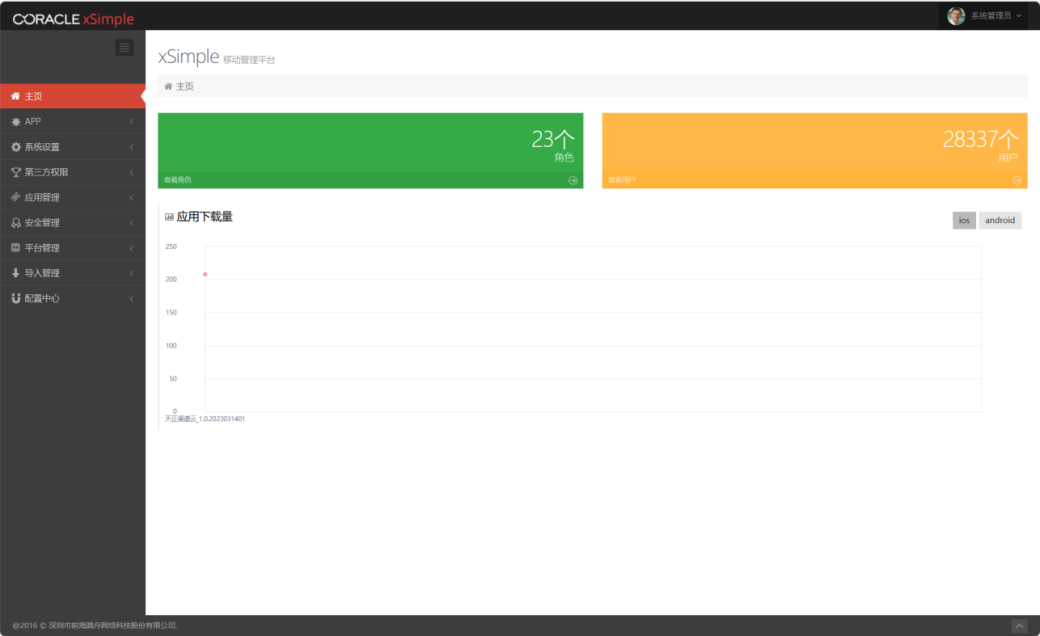 CORACLE xSimple
系统管理员
xSimple 移动管理平台
主页
主页
APP
系统设置
第三方权限
应用管理
安全管理
平台管理
导入管理
配置中心
23个
角色
查看角色
28337个
用户
查看用户
应用下载量
ios
android
250
200
150
100
50
0
天正渠道云_1.0.2023031401
@2016 © 深圳市前海圆舟网络科技股份有限公司.